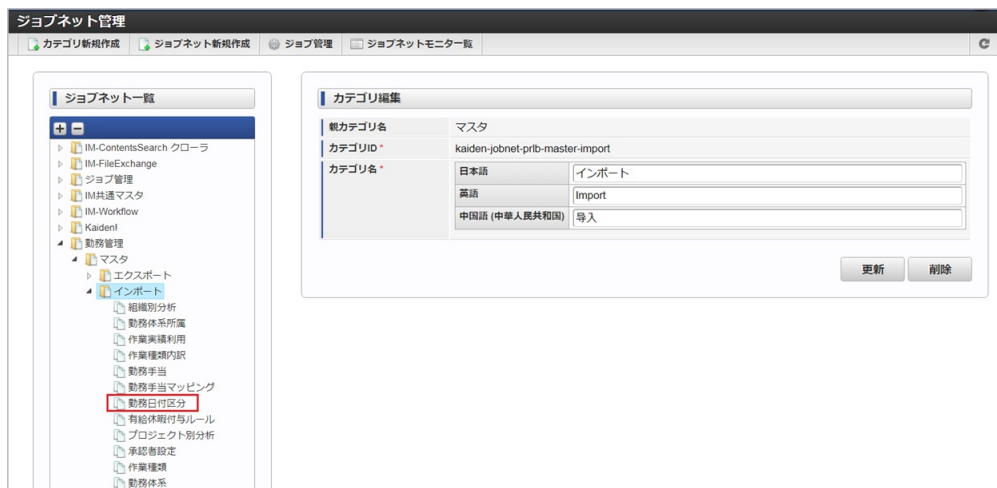 ジョブネット管理
カテゴリ新規作成 ジョブネット新規作成 ジョブ管理 ジョブネットモニター覧
ジョブネット一覧
IM-ContentsSearch クローラ
IM-FileExchange
ジョブ管理
IM共通マスタ
IM-Workflow
Kaiden!
勤務管理
マスタ
エクスポート
インポート
組織別分析
勤務体系所属
作業実績利用
作業種類内訳
勤務手当
勤務手当マッピング
勤務日付区分
有給休暇付与ルール
プロジェクト別分析
承認者設定
作業種類
勤務体系
カテゴリ編集
親カテゴリ名 マスタ
カテゴリID * kaiden-jobnet-prlb-master-import
カテゴリ名 *
日本語 インポート
英語 Import
中国語 (中華人民共和国) 导入
更新 削除